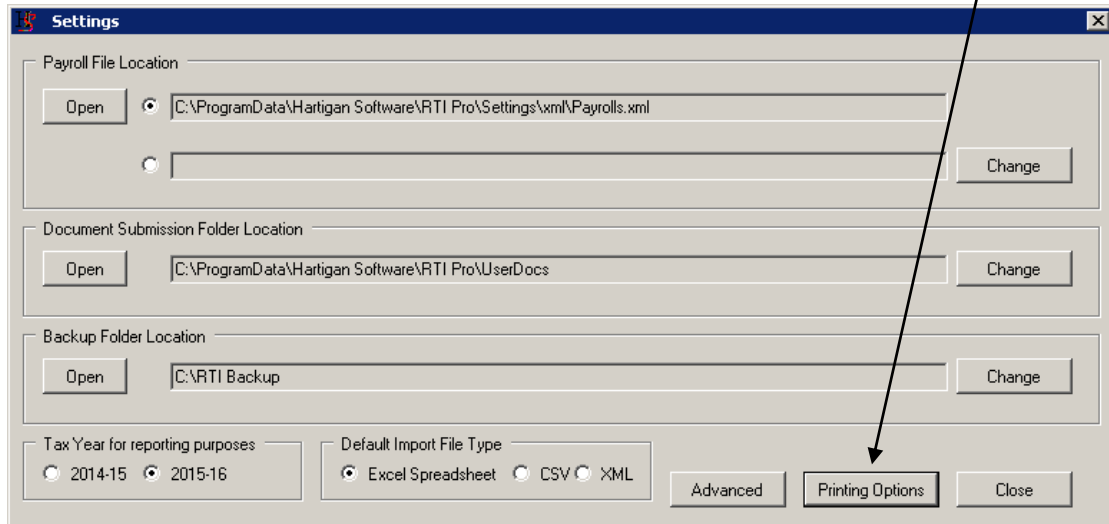 Settings
Payroll File Location
Open C:\ProgramData\Hartigan Software\RTI Pro\Settings\xml\Payrolls.xml
Change
Document Submission Folder Location
Open C:\ProgramData\Hartigan Software\RTI Pro\UserDocs Change
Backup Folder Location
Open C:\RTI Backup Change
Tax Year for reporting purposes Default Import File Type
2014-15 2015-16 Excel Spreadsheet CSV XML
Advanced Printing Options Close